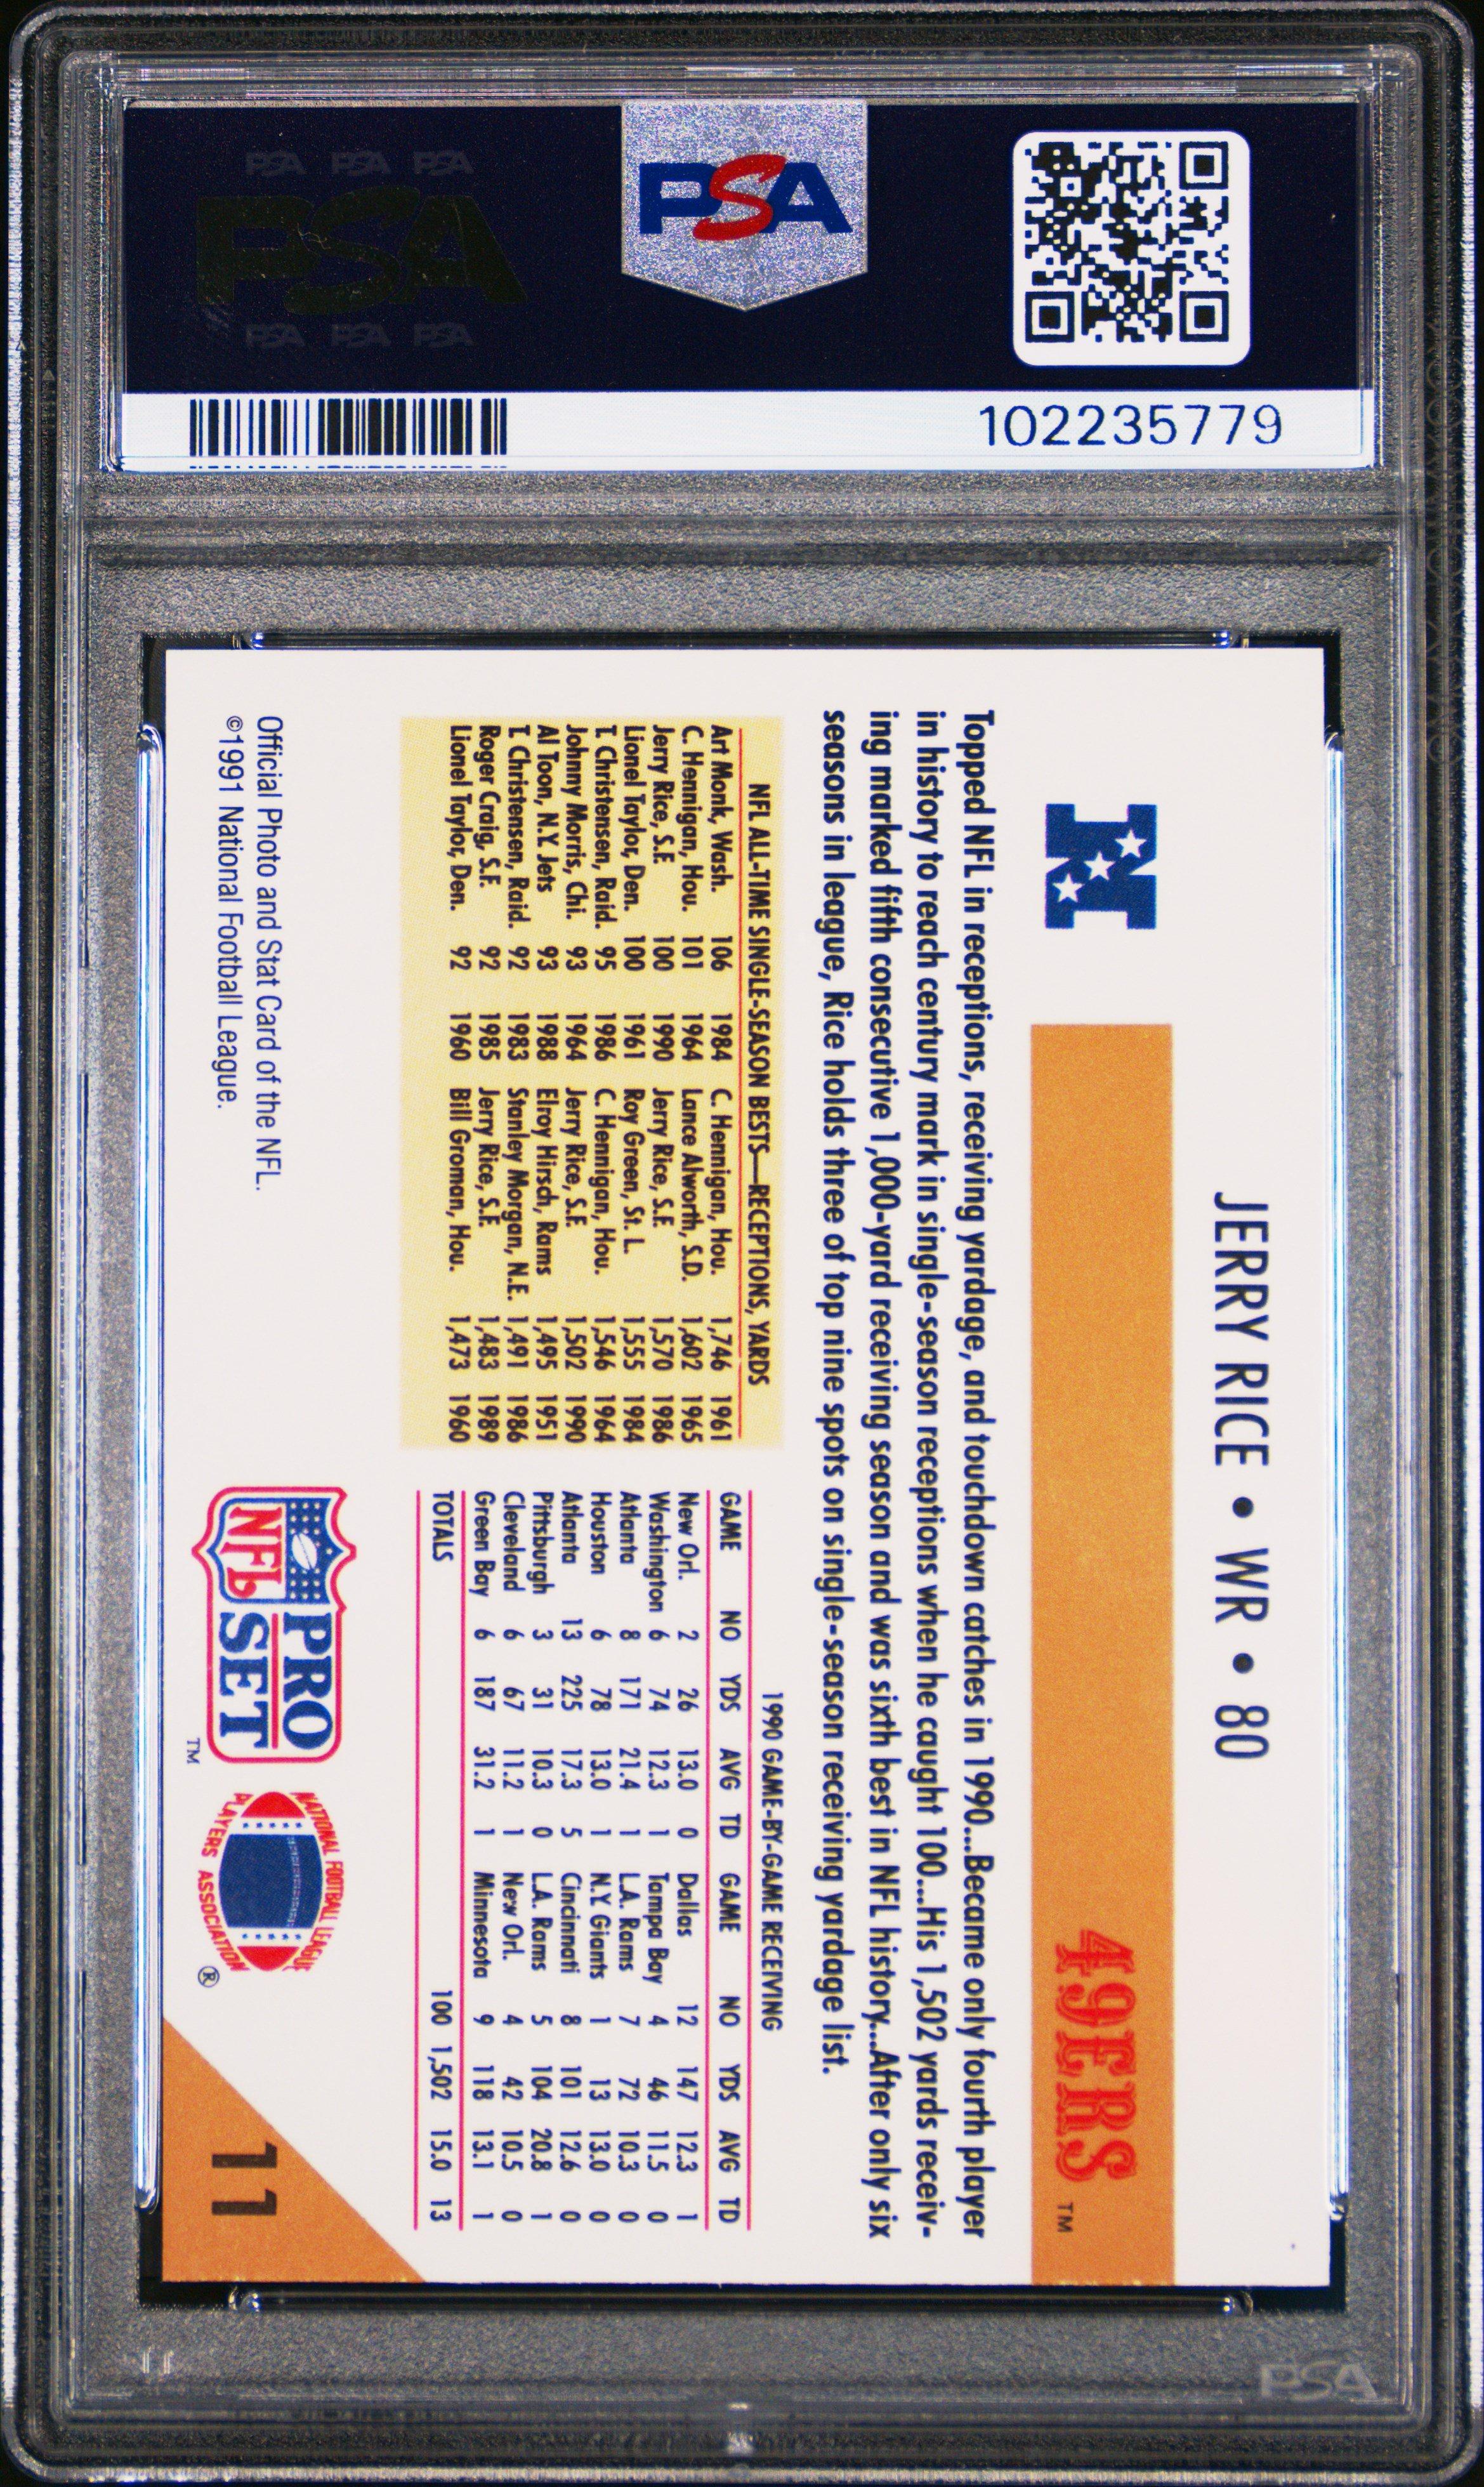 PSA PSA PSA
PSA
PSA PSA PSA
PSA
102235779
JERRY RICE • WR • 80
N
49ERS ™
Topped NFL in receptions, receiving yardage, and touchdown catches in 1990...Became only fourth player
in history to reach century mark in single-season receptions when he caught 100...His 1,502 yards receiv-
ing marked fifth consecutive 1,000-yard receiving season and was sixth best in NFL history...After only six
seasons in league, Rice holds three of top nine spots on single-season receiving yardage list.
NFL ALL-TIME SINGLE-SEASON BESTS—RECEPTIONS, YARDS
Art Monk, Wash. 106 1984 C. Hennigan, Hou. 1,746 1961
C. Hennigan, Hou. 101 1964 Lance Alworth, S.D. 1,602 1965
Jerry Rice, S.F. 100 1990 Jerry Rice, S.F. 1,570 1986
Lionel Taylor, Den. 100 1961 Roy Green, St. L. 1,555 1984
T. Christensen, Raid. 95 1986 C. Hennigan, Hou. 1,546 1964
Johnny Morris, Chi. 93 1964 Jerry Rice, S.F. 1,502 1990
Al Toon, N.Y. Jets 93 1988 Elroy Hirsch, Rams 1,495 1951
T. Christensen, Raid. 92 1983 Stanley Morgan, N.E. 1,491 1986
Roger Craig, S.F. 92 1985 Jerry Rice, S.F. 1,483 1989
Lionel Taylor, Den. 92 1960 Bill Groman, Hou. 1,473 1960
1990 GAME-BY-GAME RECEIVING
GAME NO YDS AVG TD GAME NO YDS AVG TD
New Orl. 2 26 13.0 0 Dallas 12 147 12.3 1
Washington 6 74 12.3 1 Tampa Bay 4 46 11.5 0
Atlanta 8 171 21.4 1 L.A. Rams 7 72 10.3 0
Houston 6 78 13.0 1 N.Y. Giants 1 13 13.0 0
Atlanta 13 225 17.3 5 Cincinnati 8 101 12.6 0
Pittsburgh 3 31 10.3 0 L.A. Rams 5 104 20.8 1
Cleveland 6 67 11.2 1 New Orl. 4 42 10.5 0
Green Bay 6 187 31.2 1 Minnesota 9 118 13.1 1
TOTALS 100 1,502 15.0 13
Official Photo and Stat Card of the NFL.
©1991 National Football League.
NFL PRO SET ™
NATIONAL FOOTBALL LEAGUE
PLAYERS ASSOCIATION ®
11
PSA